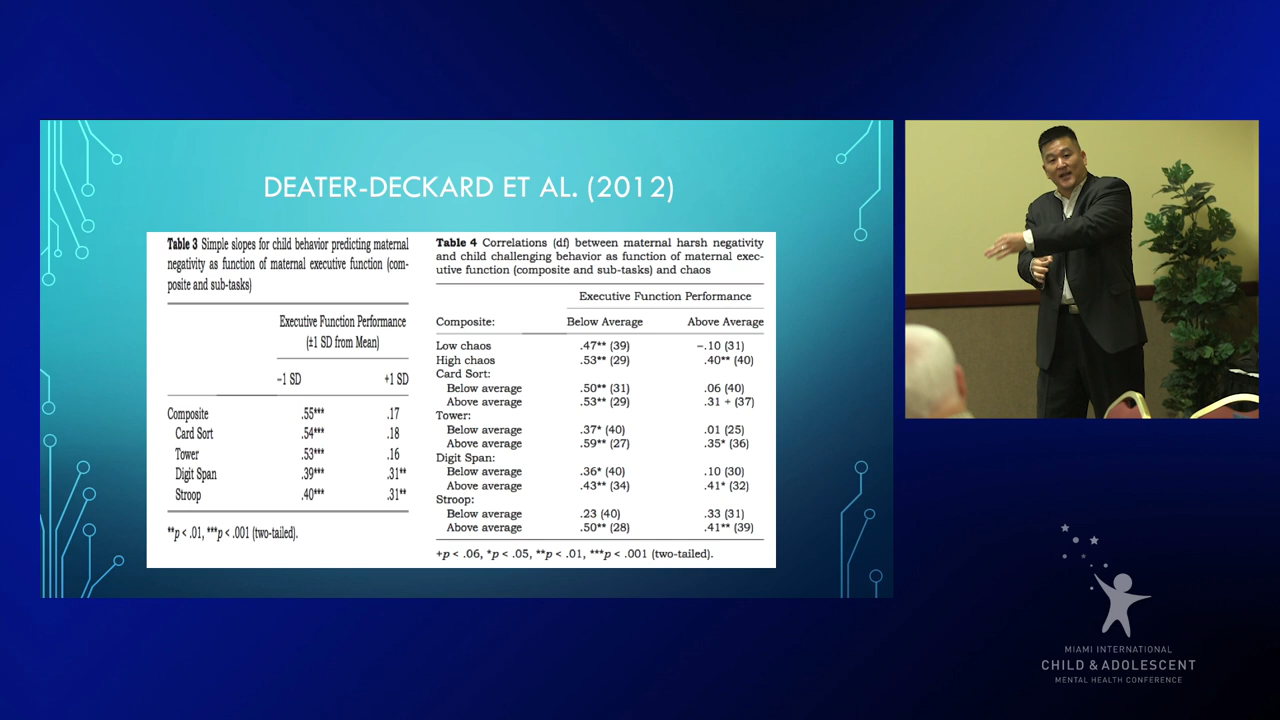 DEATER-DECKARD ET AL. (2012)
Table 3 Simple slopes for child behavior predicting maternal
negativity as function of maternal executive function (com-
posite and sub-tasks)
Executive Function Performance
(±1 SD from Mean)
−1 SD +1 SD
Composite .55*** .17
Card Sort .54*** .18
Tower .53*** .16
Digit Span .39*** .31**
Stroop .40*** .31**
**p < .01, ***p < .001 (two-tailed).
Table 4 Correlations (df) between maternal harsh negativity
and child challenging behavior as function of maternal exec-
utive function (composite and sub-tasks) and chaos
Executive Function Performance
Composite: Below Average Above Average
Low chaos .47** (39) −.10 (31)
High chaos .53** (29) .40** (40)
Card Sort:
Below average .50** (31) .06 (40)
Above average .53** (29) .31 + (37)
Tower:
Below average .37* (40) .01 (25)
Above average .59** (27) .35* (36)
Digit Span:
Below average .36* (40) .10 (30)
Above average .43** (34) .41* (32)
Stroop:
Below average .23 (40) .33 (31)
Above average .50** (28) .41** (39)
+p < .06, *p < .05, **p < .01, ***p < .001 (two-tailed).
MIAMI INTERNATIONAL
CHILD & ADOLESCENT
MENTAL HEALTH CONFERENCE